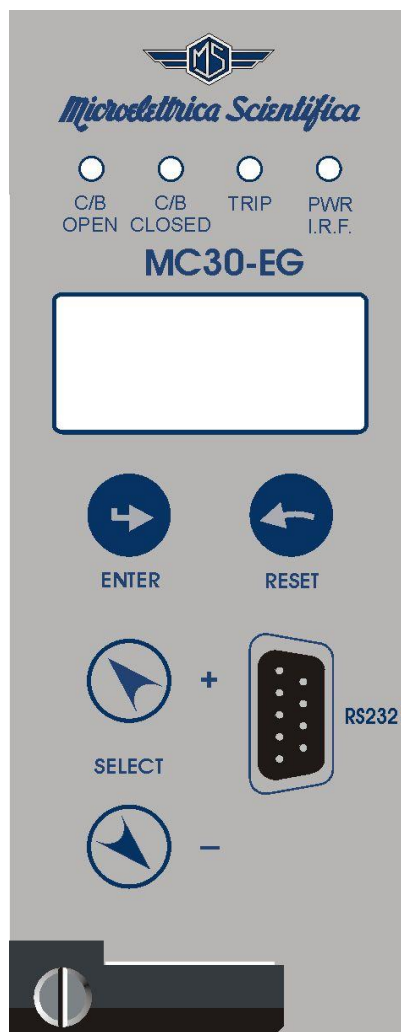 MS
Microelettrica Scientifica
C/B OPEN
C/B CLOSED
TRIP
PWR I.R.F.
MC30-EG
ENTER
RESET
+
RS232
SELECT
−